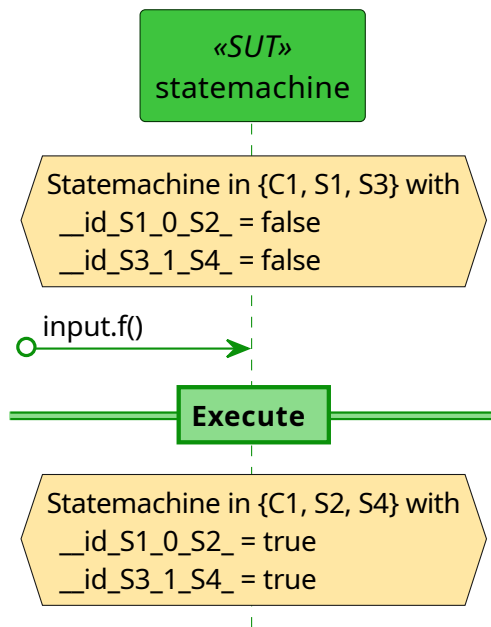 «SUT»
statemachine
Statemachine in {C1, S1, S3} with
__id_S1_0_S2_ = false
__id_S3_1_S4_ = false
input.f()
Execute
Statemachine in {C1, S2, S4} with
__id_S1_0_S2_ = true
__id_S3_1_S4_ = true